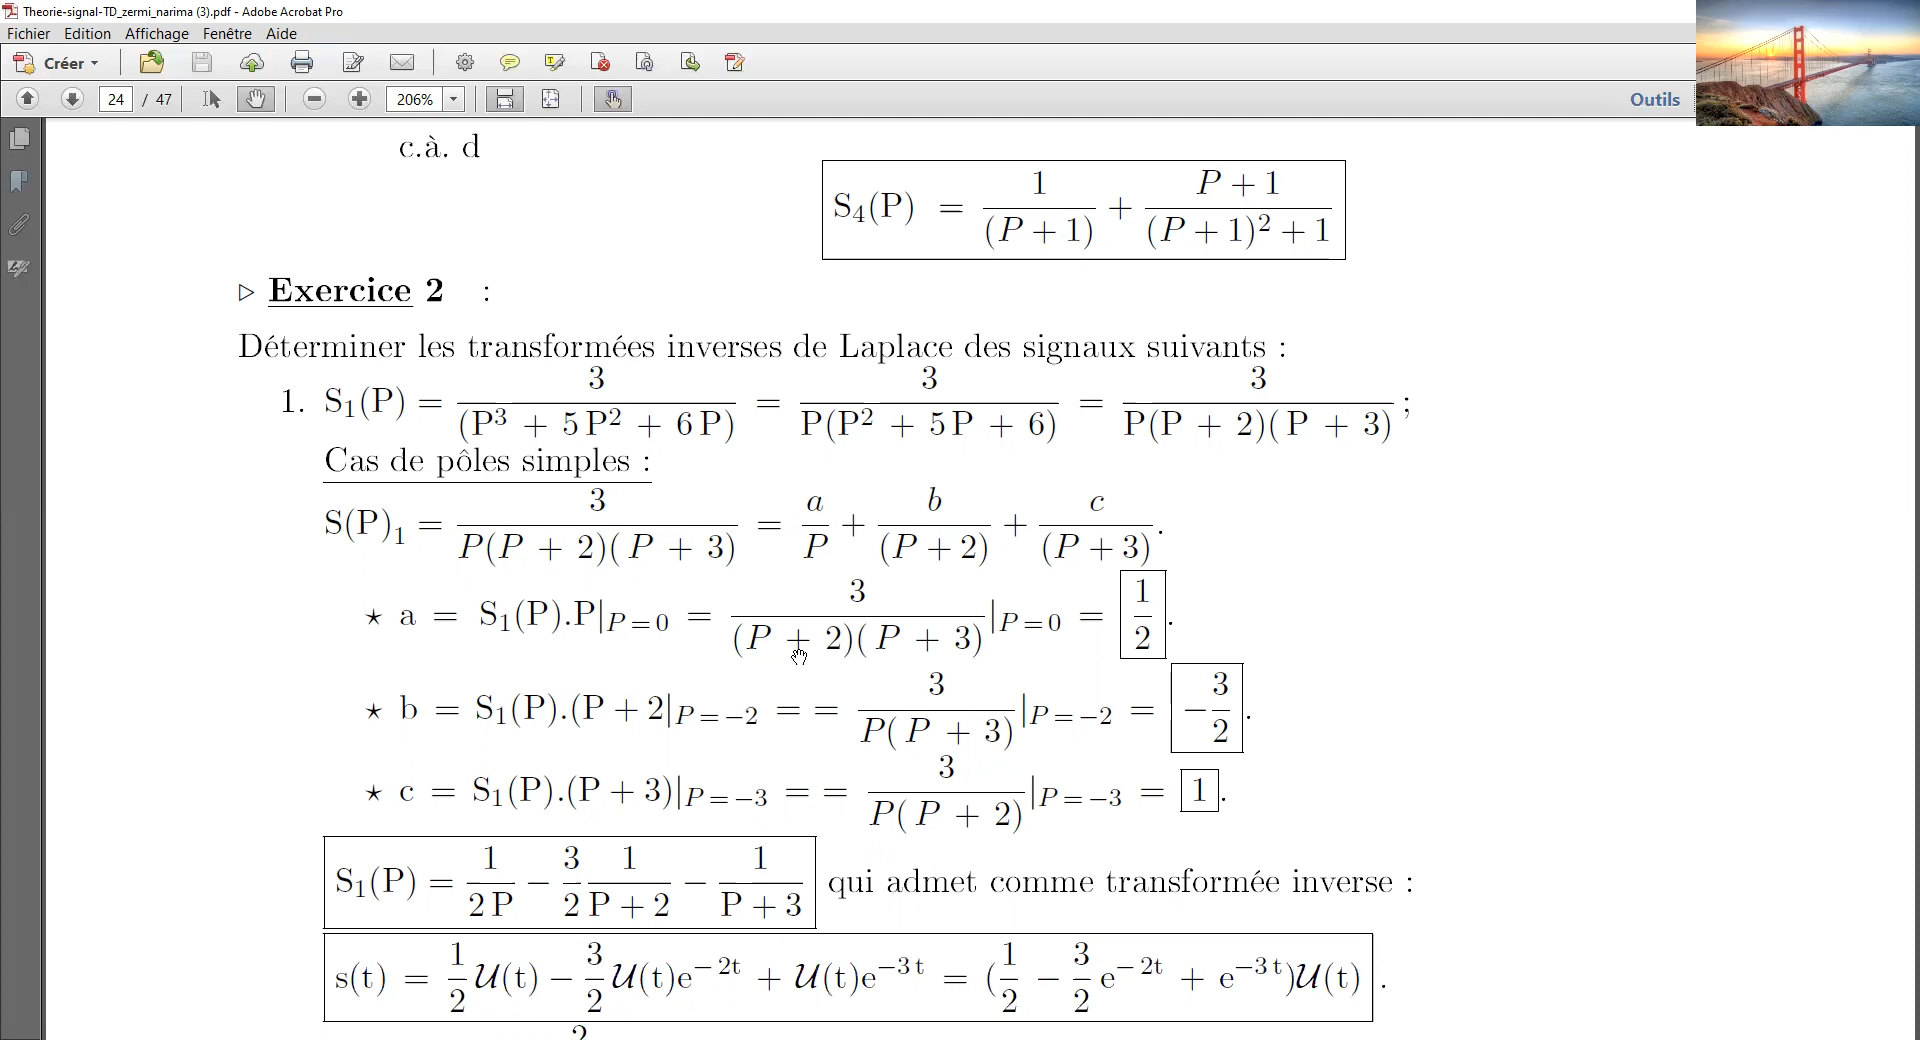 Theorie-signal-TD_zermi_narima (3).pdf - Adobe Acrobat Pro
Fichier Edition Affichage Fenêtre Aide
Créer
24 / 47 206% Outils
c.à. d
S₄(P) = 1/(P + 1) + (P + 1)/((P + 1)² + 1)
▷ Exercice 2 :
Déterminer les transformées inverses de Laplace des signaux suivants :
1. S₁(P) = 3/(P³ + 5P² + 6P) = 3/(P(P² + 5P + 6)) = 3/(P(P + 2)(P + 3)) ;
Cas de pôles simples :
S(P)₁ = 3/(P(P + 2)(P + 3)) = a/P + b/(P + 2) + c/(P + 3).
⋆ a = S₁(P).P|P=0 = 3/((P + 2)(P + 3))|P=0 = 1/2.
⋆ b = S₁(P).(P + 2|P=−2 == 3/(P(P + 3))|P=−2 = −3/2.
⋆ c = S₁(P).(P + 3)|P=−3 == 3/(P(P + 2))|P=−3 = 1.
S₁(P) = 1/(2P) − 3/2 1/(P + 2) − 1/(P + 3) qui admet comme transformée inverse :
s(t) = 1/2 𝒰(t) − 3/2 𝒰(t)e^(−2t) + 𝒰(t)e^(−3t) = (1/2 − 3/2 e^(−2t) + e^(−3t))𝒰(t).